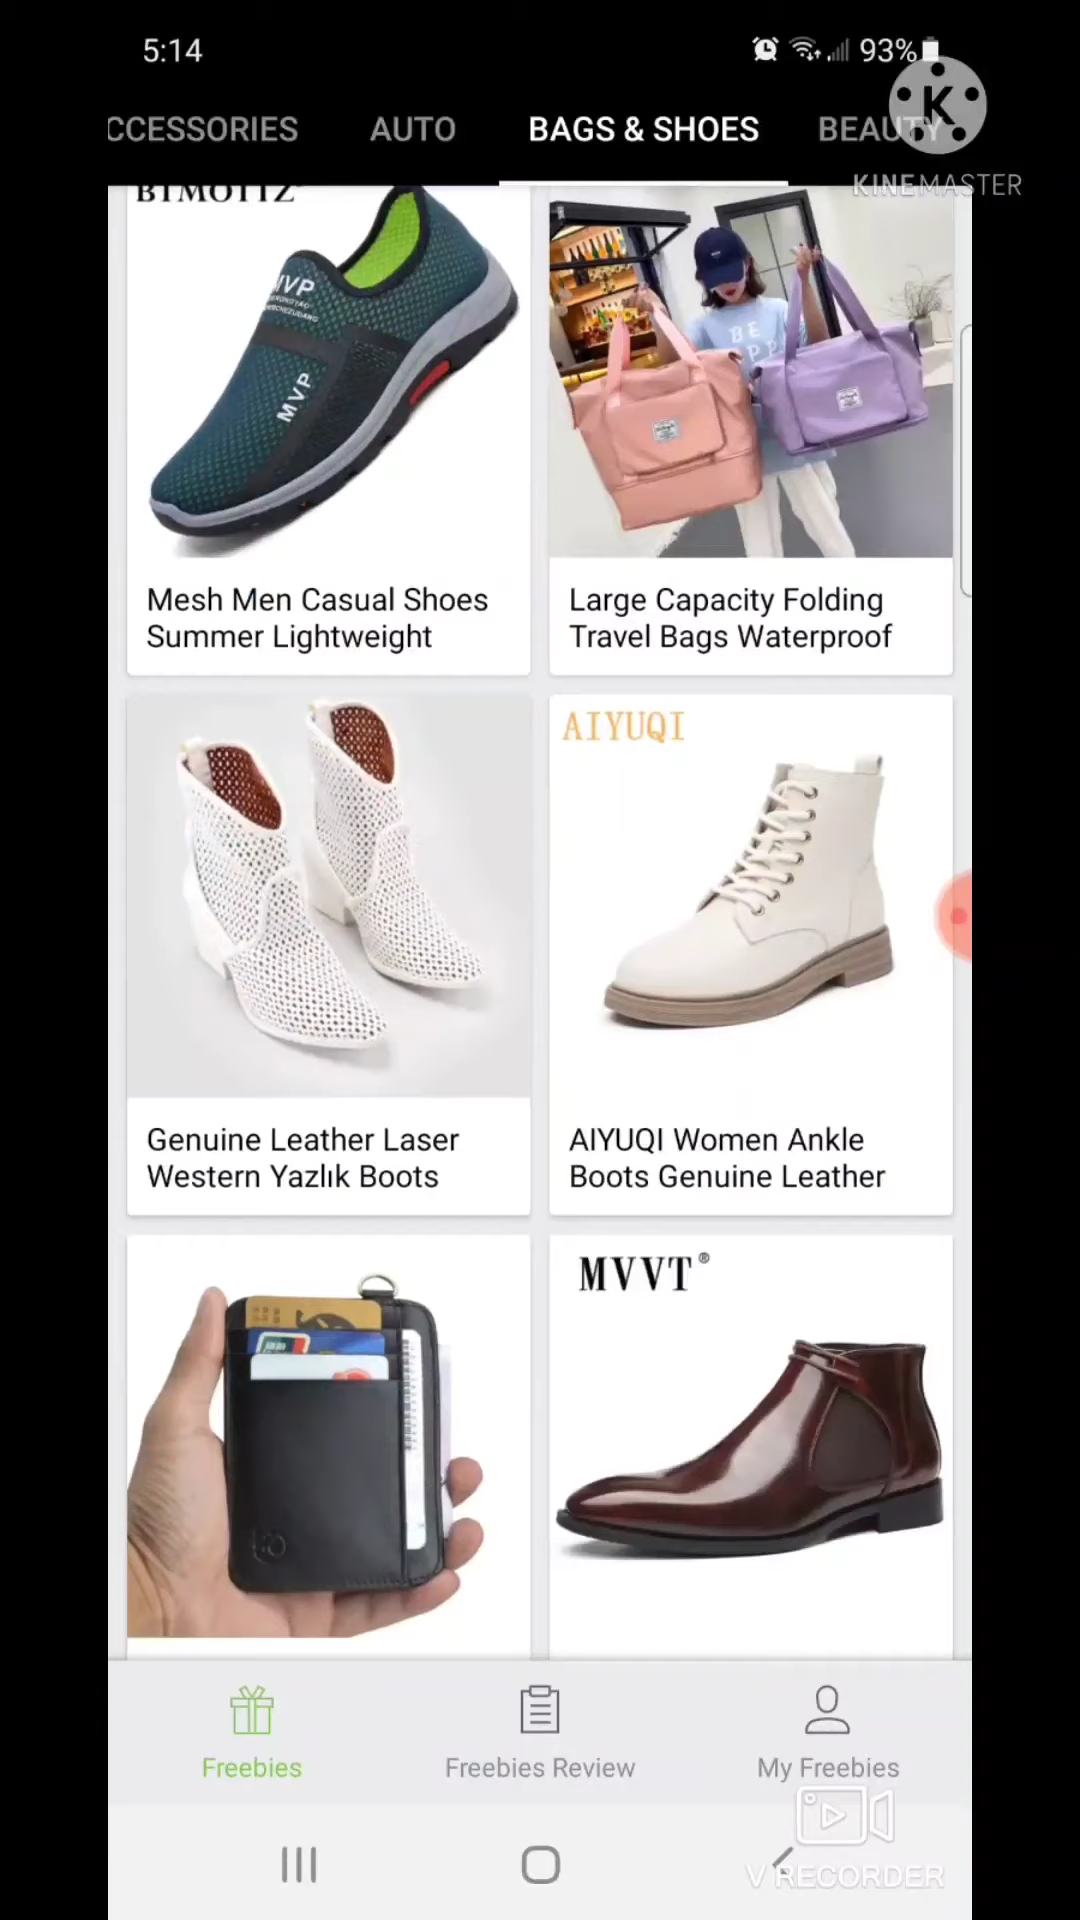 5:14
93%
CCESSORIES
AUTO
BAGS & SHOES
BEAUTY
KINEMASTER
MVP
MVP
BE
Mesh Men Casual Shoes
Summer Lightweight
Large Capacity Folding
Travel Bags Waterproof
AIYUQI
Genuine Leather Laser
Western Yazlık Boots
AIYUQI Women Ankle
Boots Genuine Leather
MVVT®
Freebies
Freebies Review
My Freebies
V RECORDER